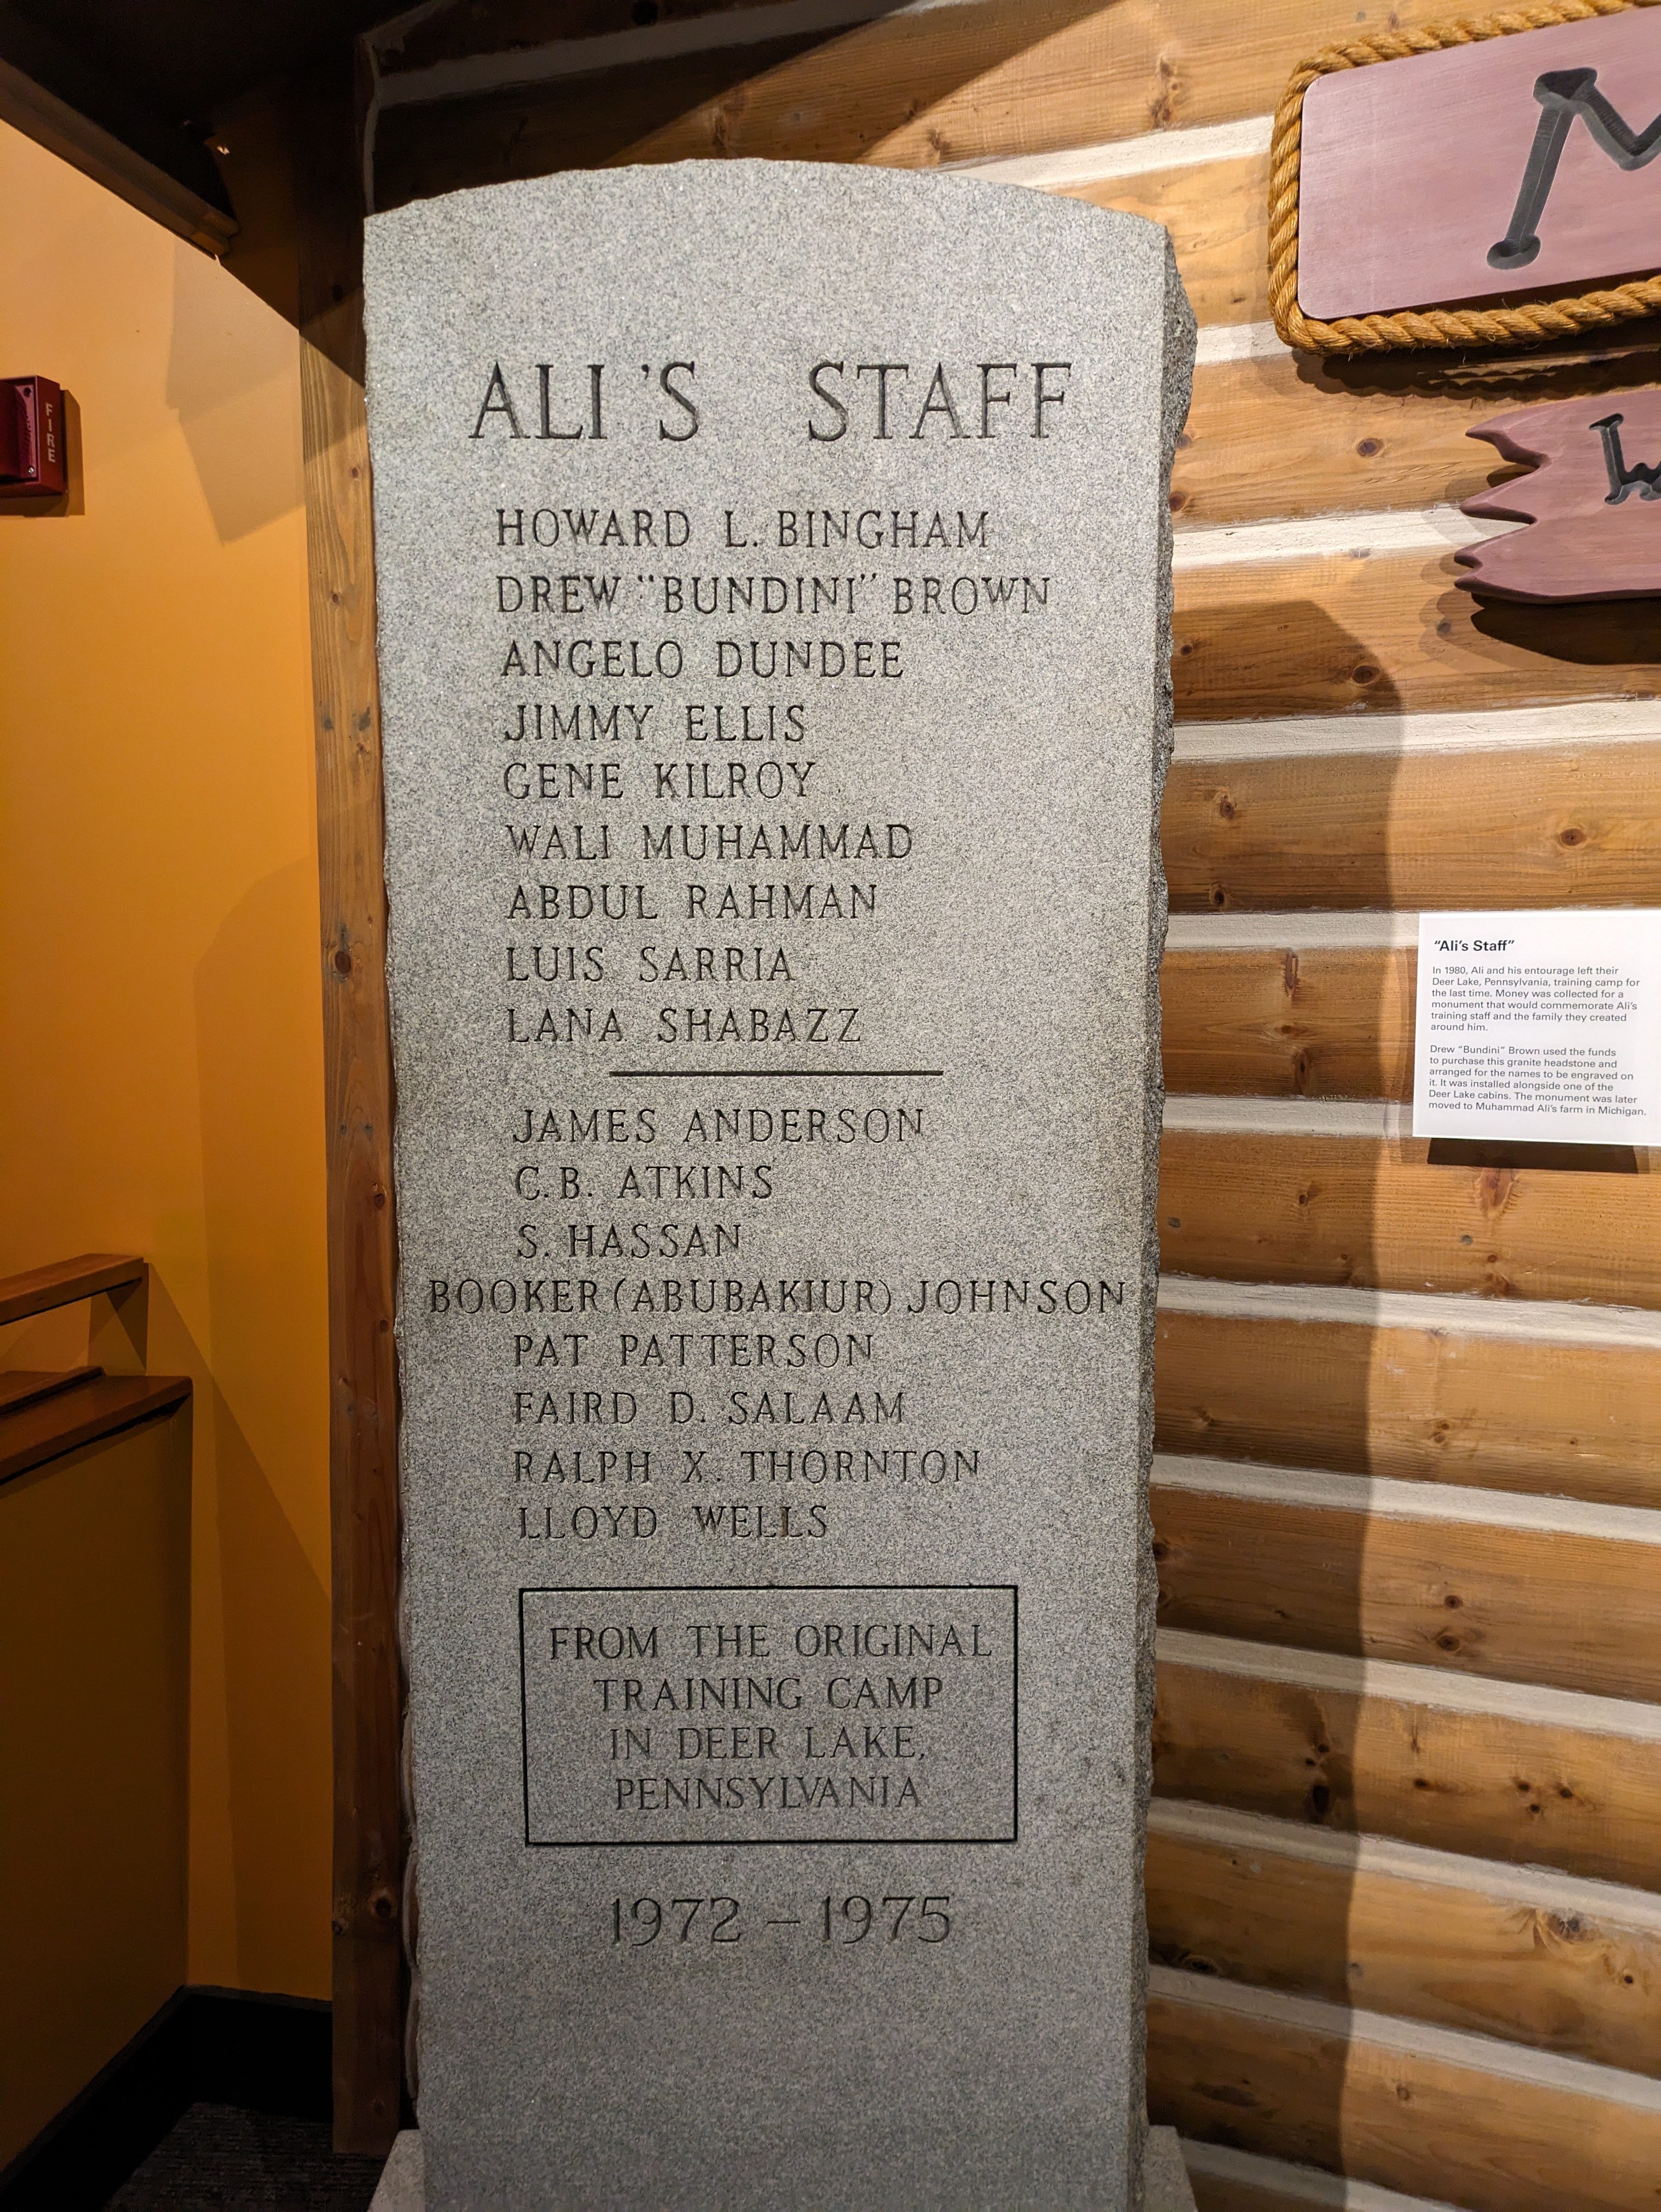 ALI'S STAFF
HOWARD L. BINGHAM
DREW "BUNDINI" BROWN
ANGELO DUNDEE
JIMMY ELLIS
GENE KILROY
WALI MUHAMMAD
ABDUL RAHMAN
LUIS SARRIA
LANA SHABAZZ
JAMES ANDERSON
C.B. ATKINS
S. HASSAN
BOOKER (ABUBAKIUR) JOHNSON
PAT PATTERSON
FAIRD D. SALAAM
RALPH X. THORNTON
LLOYD WELLS
FROM THE ORIGINAL
TRAINING CAMP
IN DEER LAKE,
PENNSYLVANIA
1972 – 1975
FIRE
"Ali's Staff"
In 1980, Ali and his entourage left their
Deer Lake, Pennsylvania, training camp for
the last time. Money was collected for a
monument that would commemorate Ali's
training staff and the family they created
around him.
Drew "Bundini" Brown used the funds
to purchase this granite headstone and
arranged for the names to be engraved on
it. It was installed alongside one of the
Deer Lake cabins. The monument was later
moved to Muhammad Ali's farm in Michigan.